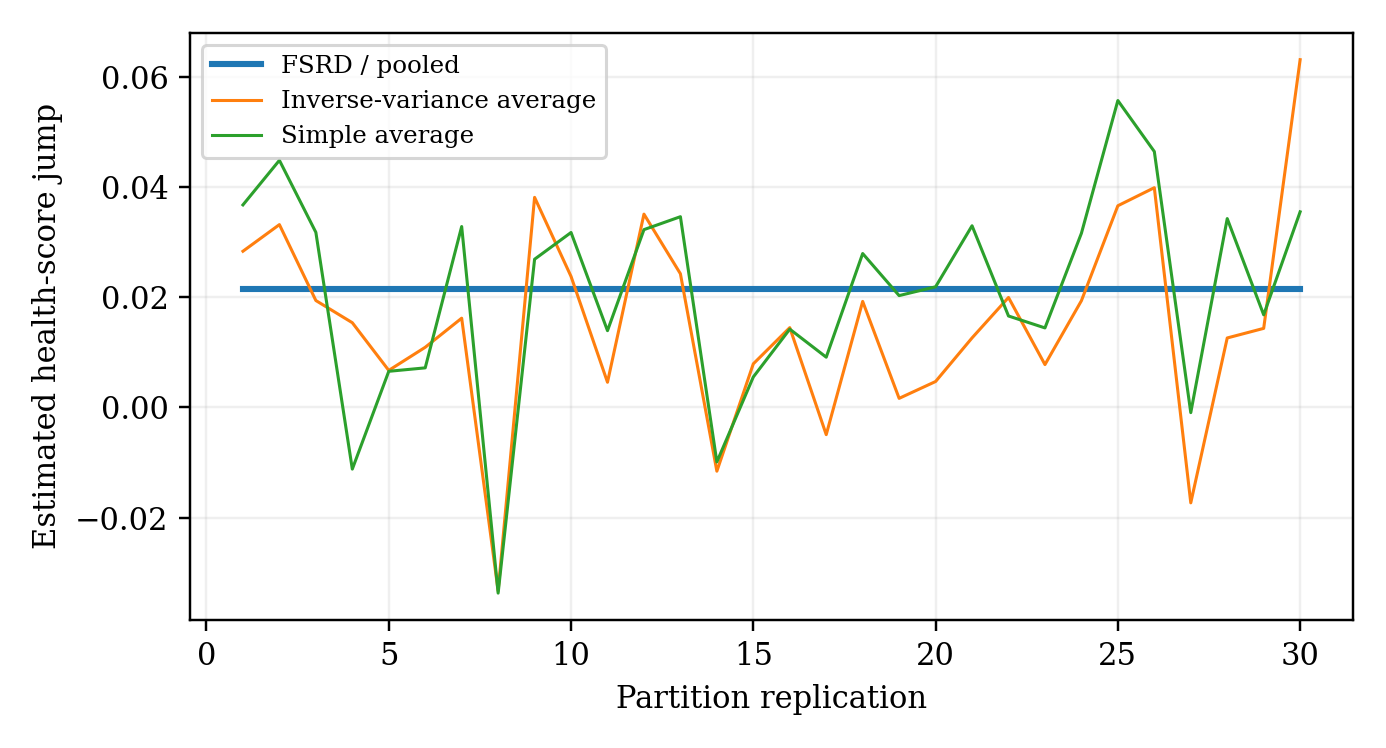 FSRD / pooled
Inverse-variance average
Simple average
Estimated health-score jump
0.06
0.04
0.02
0.00
−0.02
0 5 10 15 20 25 30
Partition replication